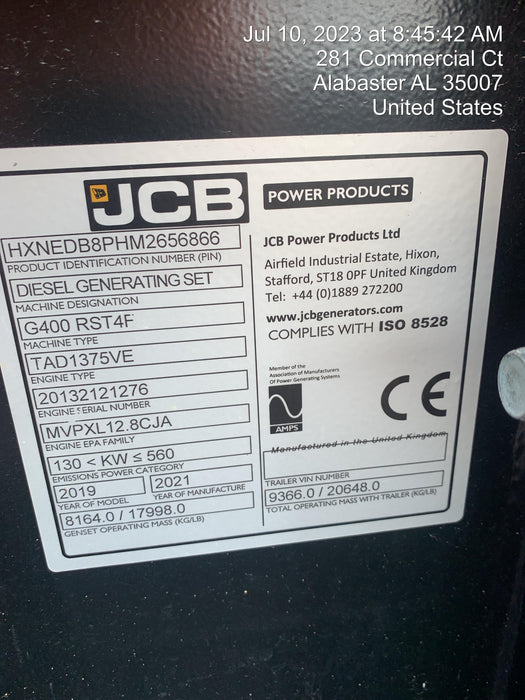 Jul 10, 2023 at 8:45:42 AM
281 Commercial Ct
Alabaster AL 35007
United States
JCB
POWER PRODUCTS
HXNEDB8PHM2656866
PRODUCT IDENTIFICATION NUMBER (PIN)
DIESEL GENERATING SET
MACHINE DESIGNATION
G400 RST4F
MACHINE TYPE
TAD1375VE
ENGINE TYPE
20132121276
ENGINE SERIAL NUMBER
MVPXL12.8CJA
ENGINE EPA FAMILY
130 < KW ≤ 560
EMISSIONS POWER CATEGORY
2019 2021
YEAR OF MODEL YEAR OF MANUFACTURE
8164.0 / 17998.0
GENSET OPERATING MASS (KG/LB)
JCB Power Products Ltd
Airfield Industrial Estate, Hixon,
Stafford, ST18 0PF United Kingdom
Tel: +44 (0)1889 272200
www.jcbgenerators.com
COMPLIES WITH ISO 8528
Member of the
Association of Manufacturers
Of Power Generating Systems
AMPS
CE
Manufactured in the United Kingdom
TRAILER VIN NUMBER
9366.0 / 20648.0
TOTAL OPERATING MASS WITH TRAILER (KG/LB)